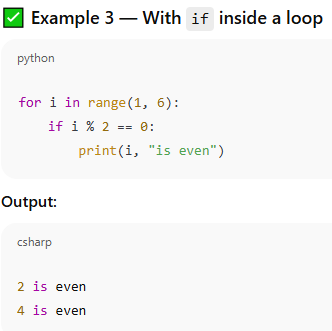 ✅ Example 3 — With if inside a loop
python
for i in range(1, 6):
    if i % 2 == 0:
        print(i, "is even")
Output:
csharp
2 is even
4 is even